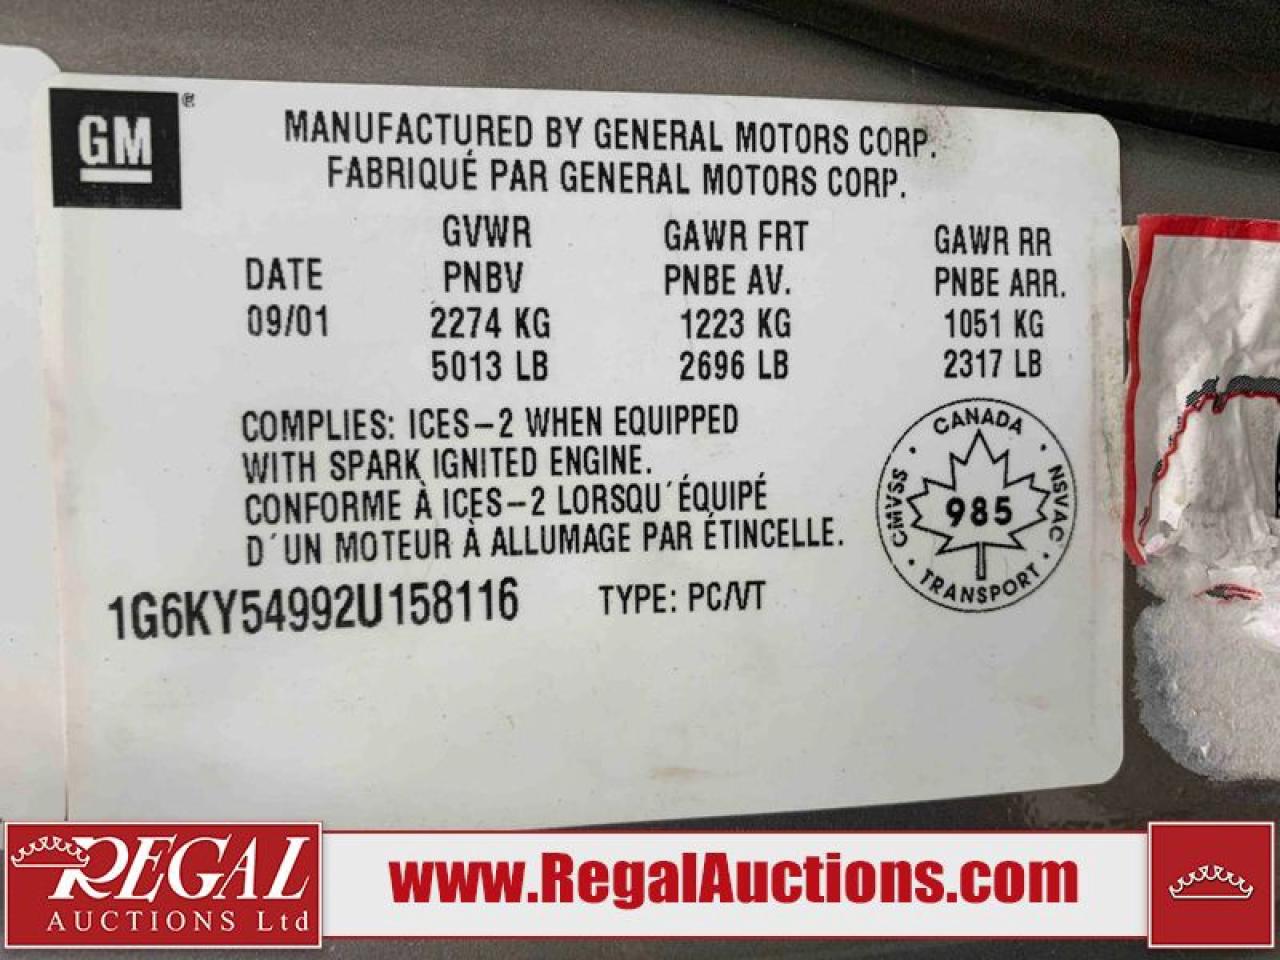 GM
MANUFACTURED BY GENERAL MOTORS CORP.
FABRIQUÉ PAR GENERAL MOTORS CORP.
GVWR GAWR FRT GAWR RR
DATE PNBV PNBE AV. PNBE ARR.
09/01 2274 KG 1223 KG 1051 KG
5013 LB 2696 LB 2317 LB
COMPLIES: ICES-2 WHEN EQUIPPED
WITH SPARK IGNITED ENGINE.
CONFORME À ICES-2 LORSQU'ÉQUIPÉ
D'UN MOTEUR À ALLUMAGE PAR ÉTINCELLE.
CANADA
CMVSS 985 NSVAC
TRANSPORT
1G6KY54992U158116 TYPE: PC/VT
REGAL
AUCTIONS Ltd
www.RegalAuctions.com